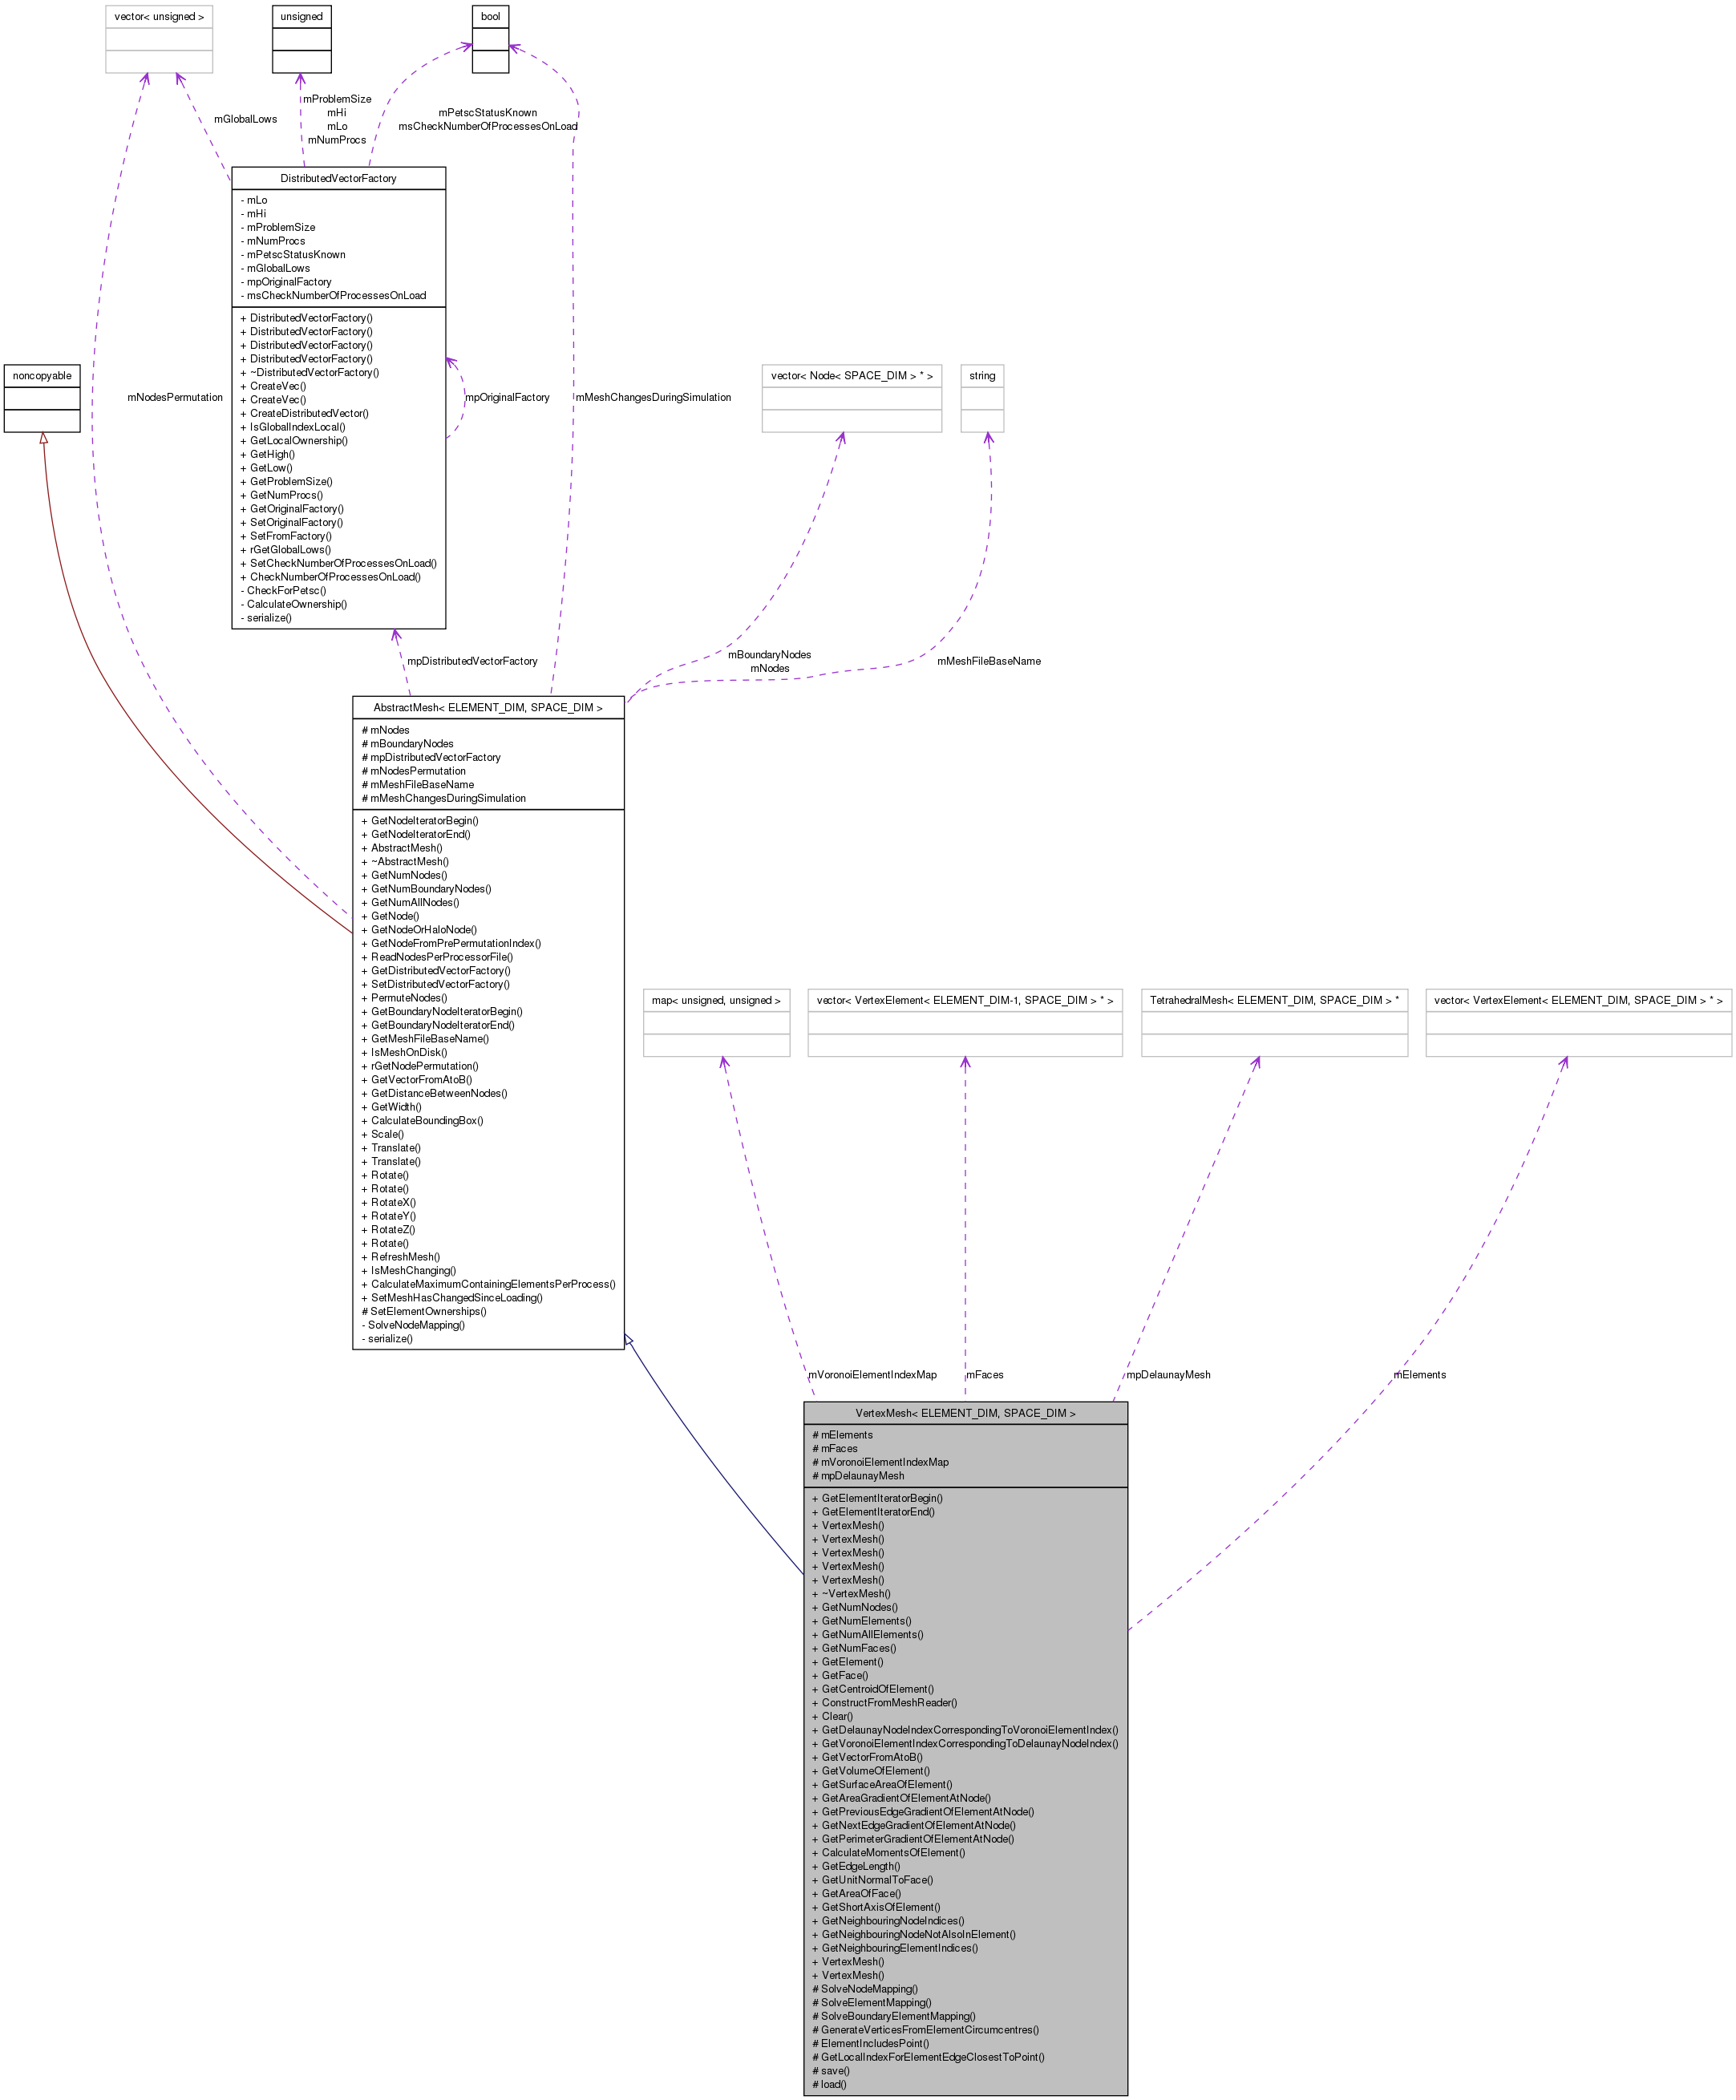 vector< unsigned >
unsigned
bool
mGlobalLows
mProblemSize
mHi
mLo
mNumProcs
mPetscStatusKnown
msCheckNumberOfProcessesOnLoad
DistributedVectorFactory
- mLo
- mHi
- mProblemSize
- mNumProcs
- mPetscStatusKnown
- mGlobalLows
- mpOriginalFactory
- msCheckNumberOfProcessesOnLoad
+ DistributedVectorFactory()
+ DistributedVectorFactory()
+ DistributedVectorFactory()
+ DistributedVectorFactory()
+ ~DistributedVectorFactory()
+ CreateVec()
+ CreateVec()
+ CreateDistributedVector()
+ IsGlobalIndexLocal()
+ GetLocalOwnership()
+ GetHigh()
+ GetLow()
+ GetProblemSize()
+ GetNumProcs()
+ GetOriginalFactory()
+ SetOriginalFactory()
+ SetFromFactory()
+ rGetGlobalLows()
+ SetCheckNumberOfProcessesOnLoad()
+ CheckNumberOfProcessesOnLoad()
- CheckForPetsc()
- CalculateOwnership()
- serialize()
noncopyable
mNodesPermutation
mpOriginalFactory
mMeshChangesDuringSimulation
vector< Node< SPACE_DIM > * >
string
mpDistributedVectorFactory
mBoundaryNodes
mNodes
mMeshFileBaseName
AbstractMesh< ELEMENT_DIM, SPACE_DIM >
# mNodes
# mBoundaryNodes
# mpDistributedVectorFactory
# mNodesPermutation
# mMeshFileBaseName
# mMeshChangesDuringSimulation
+ GetNodeIteratorBegin()
+ GetNodeIteratorEnd()
+ AbstractMesh()
+ ~AbstractMesh()
+ GetNumNodes()
+ GetNumBoundaryNodes()
+ GetNumAllNodes()
+ GetNode()
+ GetNodeOrHaloNode()
+ GetNodeFromPrePermutationIndex()
+ ReadNodesPerProcessorFile()
+ GetDistributedVectorFactory()
+ SetDistributedVectorFactory()
+ PermuteNodes()
+ GetBoundaryNodeIteratorBegin()
+ GetBoundaryNodeIteratorEnd()
+ GetMeshFileBaseName()
+ IsMeshOnDisk()
+ rGetNodePermutation()
+ GetVectorFromAtoB()
+ GetDistanceBetweenNodes()
+ GetWidth()
+ CalculateBoundingBox()
+ Scale()
+ Translate()
+ Translate()
+ Rotate()
+ Rotate()
+ RotateX()
+ RotateY()
+ RotateZ()
+ Rotate()
+ RefreshMesh()
+ IsMeshChanging()
+ CalculateMaximumContainingElementsPerProcess()
+ SetMeshHasChangedSinceLoading()
# SetElementOwnerships()
- SolveNodeMapping()
- serialize()
map< unsigned, unsigned >
vector< VertexElement< ELEMENT_DIM-1, SPACE_DIM > * >
TetrahedralMesh< ELEMENT_DIM, SPACE_DIM > *
vector< VertexElement< ELEMENT_DIM, SPACE_DIM > * >
mVoronoiElementIndexMap
mFaces
mpDelaunayMesh
mElements
VertexMesh< ELEMENT_DIM, SPACE_DIM >
# mElements
# mFaces
# mVoronoiElementIndexMap
# mpDelaunayMesh
+ GetElementIteratorBegin()
+ GetElementIteratorEnd()
+ VertexMesh()
+ VertexMesh()
+ VertexMesh()
+ VertexMesh()
+ VertexMesh()
+ ~VertexMesh()
+ GetNumNodes()
+ GetNumElements()
+ GetNumAllElements()
+ GetNumFaces()
+ GetElement()
+ GetFace()
+ GetCentroidOfElement()
+ ConstructFromMeshReader()
+ Clear()
+ GetDelaunayNodeIndexCorrespondingToVoronoiElementIndex()
+ GetVoronoiElementIndexCorrespondingToDelaunayNodeIndex()
+ GetVectorFromAtoB()
+ GetVolumeOfElement()
+ GetSurfaceAreaOfElement()
+ GetAreaGradientOfElementAtNode()
+ GetPreviousEdgeGradientOfElementAtNode()
+ GetNextEdgeGradientOfElementAtNode()
+ GetPerimeterGradientOfElementAtNode()
+ CalculateMomentsOfElement()
+ GetEdgeLength()
+ GetUnitNormalToFace()
+ GetAreaOfFace()
+ GetShortAxisOfElement()
+ GetNeighbouringNodeIndices()
+ GetNeighbouringNodeNotAlsoInElement()
+ GetNeighbouringElementIndices()
+ VertexMesh()
+ VertexMesh()
# SolveNodeMapping()
# SolveElementMapping()
# SolveBoundaryElementMapping()
# GenerateVerticesFromElementCircumcentres()
# ElementIncludesPoint()
# GetLocalIndexForElementEdgeClosestToPoint()
# save()
# load()